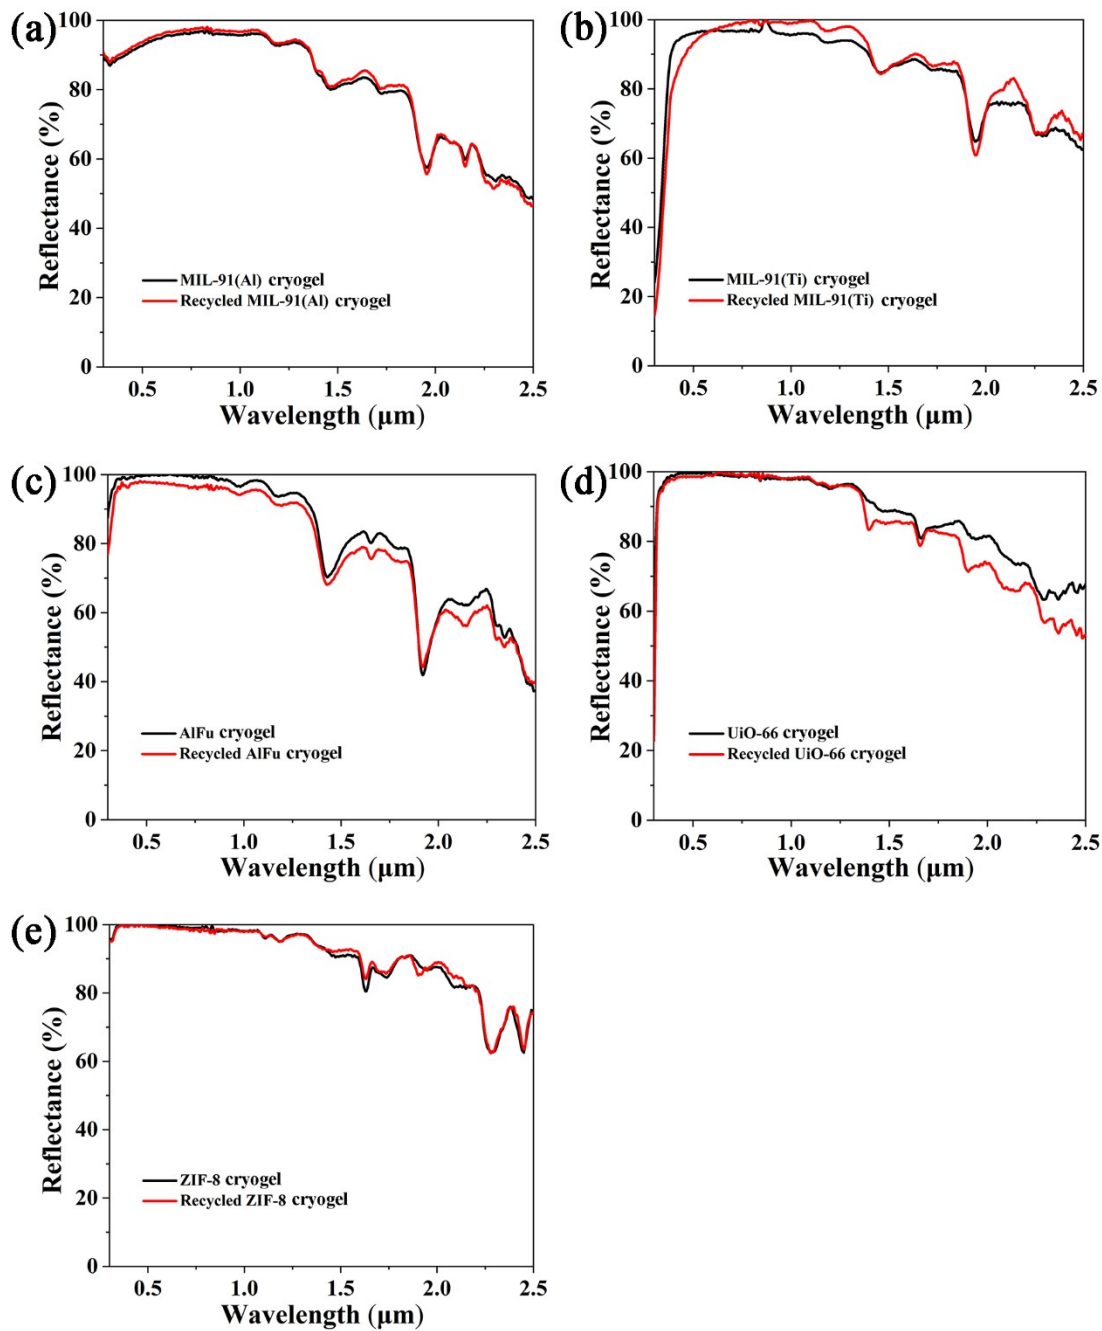 (a)
100
80
60
40
20
0
Reflectance (%)
MIL-91(Al) cryogel
Recycled MIL-91(Al) cryogel
0.5 1.0 1.5 2.0 2.5
Wavelength (μm)
(b)
100
80
60
40
20
0
Reflectance (%)
MIL-91(Ti) cryogel
Recycled MIL-91(Ti) cryogel
0.5 1.0 1.5 2.0 2.5
Wavelength (μm)
(c)
100
80
60
40
20
0
Reflectance (%)
AlFu cryogel
Recycled AlFu cryogel
0.5 1.0 1.5 2.0 2.5
Wavelength (μm)
(d)
100
80
60
40
20
0
Reflectance (%)
UiO-66 cryogel
Recycled UiO-66 cryogel
0.5 1.0 1.5 2.0 2.5
Wavelength (μm)
(e)
100
80
60
40
20
0
Reflectance (%)
ZIF-8 cryogel
Recycled ZIF-8 cryogel
0.5 1.0 1.5 2.0 2.5
Wavelength (μm)